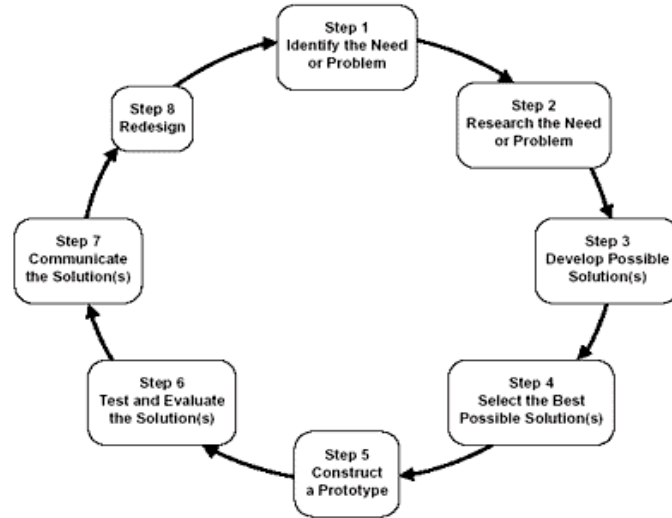 Step 1
Identify the Need
or Problem
Step 2
Research the Need
or Problem
Step 3
Develop Possible
Solution(s)
Step 4
Select the Best
Possible Solution(s)
Step 5
Construct
a Prototype
Step 6
Test and Evaluate
the Solution(s)
Step 7
Communicate
the Solution(s)
Step 8
Redesign